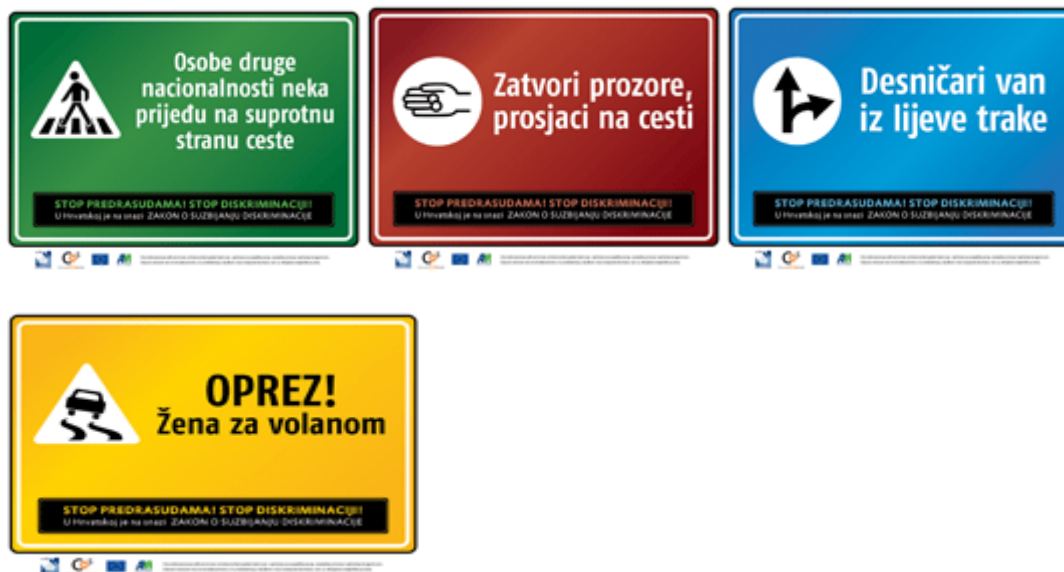 Osobe druge
nacionalnosti neka
prijeđu na suprotnu
stranu ceste
STOP PREDRASUDAMA! STOP DISKRIMINACIJI!
U Hrvatskoj je na snazi ZAKON O SUZBIJANJU DISKRIMINACIJE
Zatvori prozore,
prosjaci na cesti
STOP PREDRASUDAMA! STOP DISKRIMINACIJI!
U Hrvatskoj je na snazi ZAKON O SUZBIJANJU DISKRIMINACIJE
Desničari van
iz lijeve trake
STOP PREDRASUDAMA! STOP DISKRIMINACIJI!
U Hrvatskoj je na snazi ZAKON O SUZBIJANJU DISKRIMINACIJE
OPREZ!
Žena za volanom
STOP PREDRASUDAMA! STOP DISKRIMINACIJI!
U Hrvatskoj je na snazi ZAKON O SUZBIJANJU DISKRIMINACIJE